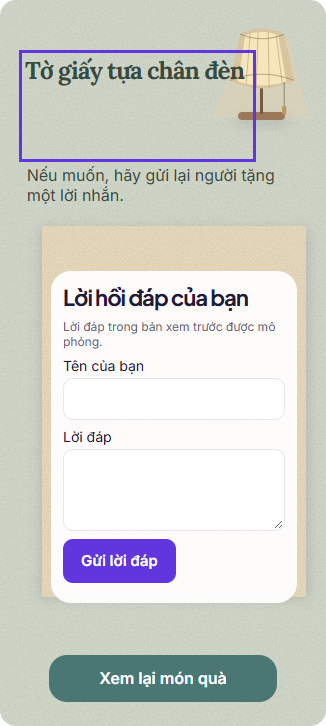 Tờ giấy tựa chân đèn
Nếu muốn, hãy gửi lại người tặng
một lời nhắn.
Lời hồi đáp của bạn
Lời đáp trong bản xem trước được mô
phỏng.
Tên của bạn
Lời đáp
Gửi lời đáp
Xem lại món quà